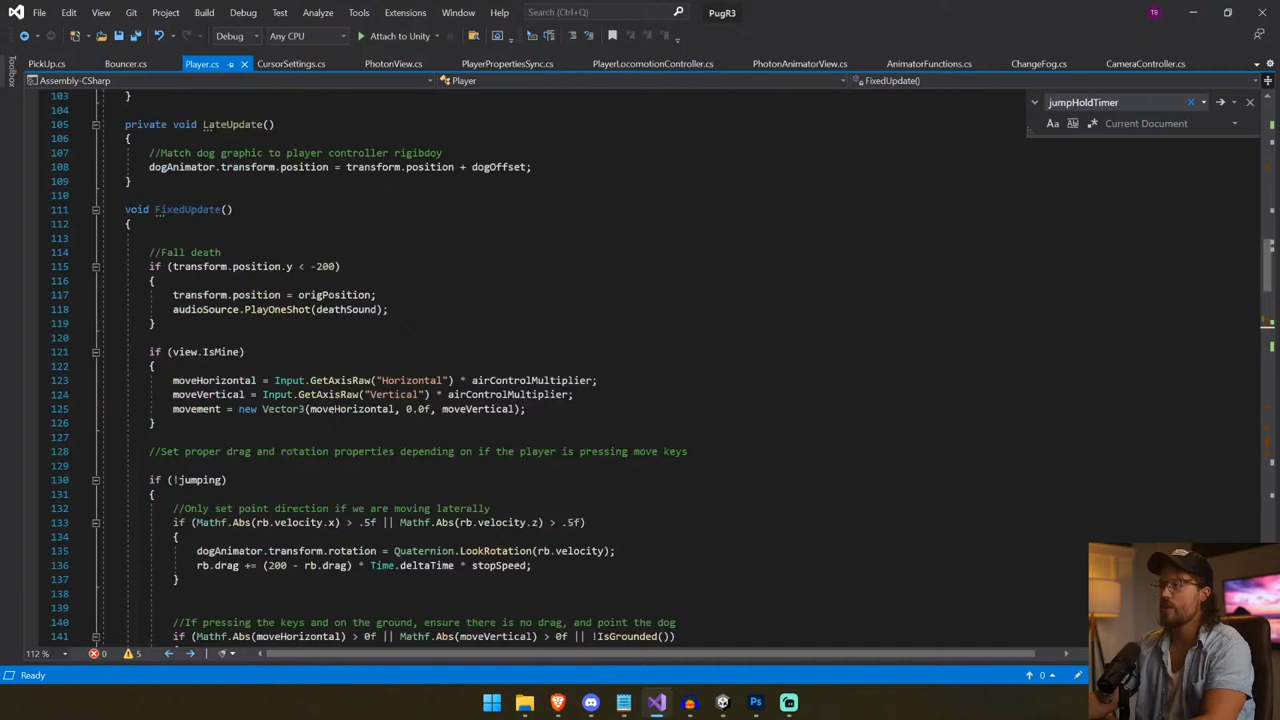 File Edit View Git Project Build Debug Test Analyze Tools Extensions Window Help Search (Ctrl+Q) PugR3 TB
Debug Any CPU Attach to Unity
PickUp.cs Bouncer.cs Player.cs CursorSettings.cs PhotonView.cs PlayerPropertiesSync.cs PlayerLocomotionController.cs PhotonAnimatorView.cs AnimatorFunctions.cs ChangeFog.cs CameraController.cs
Toolbox
Assembly-CSharp Player FixedUpdate()
jumpHoldTimer
Aa Current Document
103 }
104
105 private void LateUpdate()
106 {
107 //Match dog graphic to player controller rigibdoy
108 dogAnimator.transform.position = transform.position + dogOffset;
109 }
110
111 void FixedUpdate()
112 {
113
114 //Fall death
115 if (transform.position.y < -200)
116 {
117 transform.position = origPosition;
118 audioSource.PlayOneShot(deathSound);
119 }
120
121 if (view.IsMine)
122 {
123 moveHorizontal = Input.GetAxisRaw("Horizontal") * airControlMultiplier;
124 moveVertical = Input.GetAxisRaw("Vertical") * airControlMultiplier;
125 movement = new Vector3(moveHorizontal, 0.0f, moveVertical);
126 }
127
128 //Set proper drag and rotation properties depending on if the player is pressing move keys
129
130 if (!jumping)
131 {
132 //Only set point direction if we are moving laterally
133 if (Mathf.Abs(rb.velocity.x) > .5f || Mathf.Abs(rb.velocity.z) > .5f)
134 {
135 dogAnimator.transform.rotation = Quaternion.LookRotation(rb.velocity);
136 rb.drag += (200 - rb.drag) * Time.deltaTime * stopSpeed;
137 }
138
139
140 //If pressing the keys and on the ground, ensure there is no drag, and point the dog
141 if (Mathf.Abs(moveHorizontal) > 0f || Mathf.Abs(moveVertical) > 0f || !IsGrounded())
112 % 0 5
Ready 0